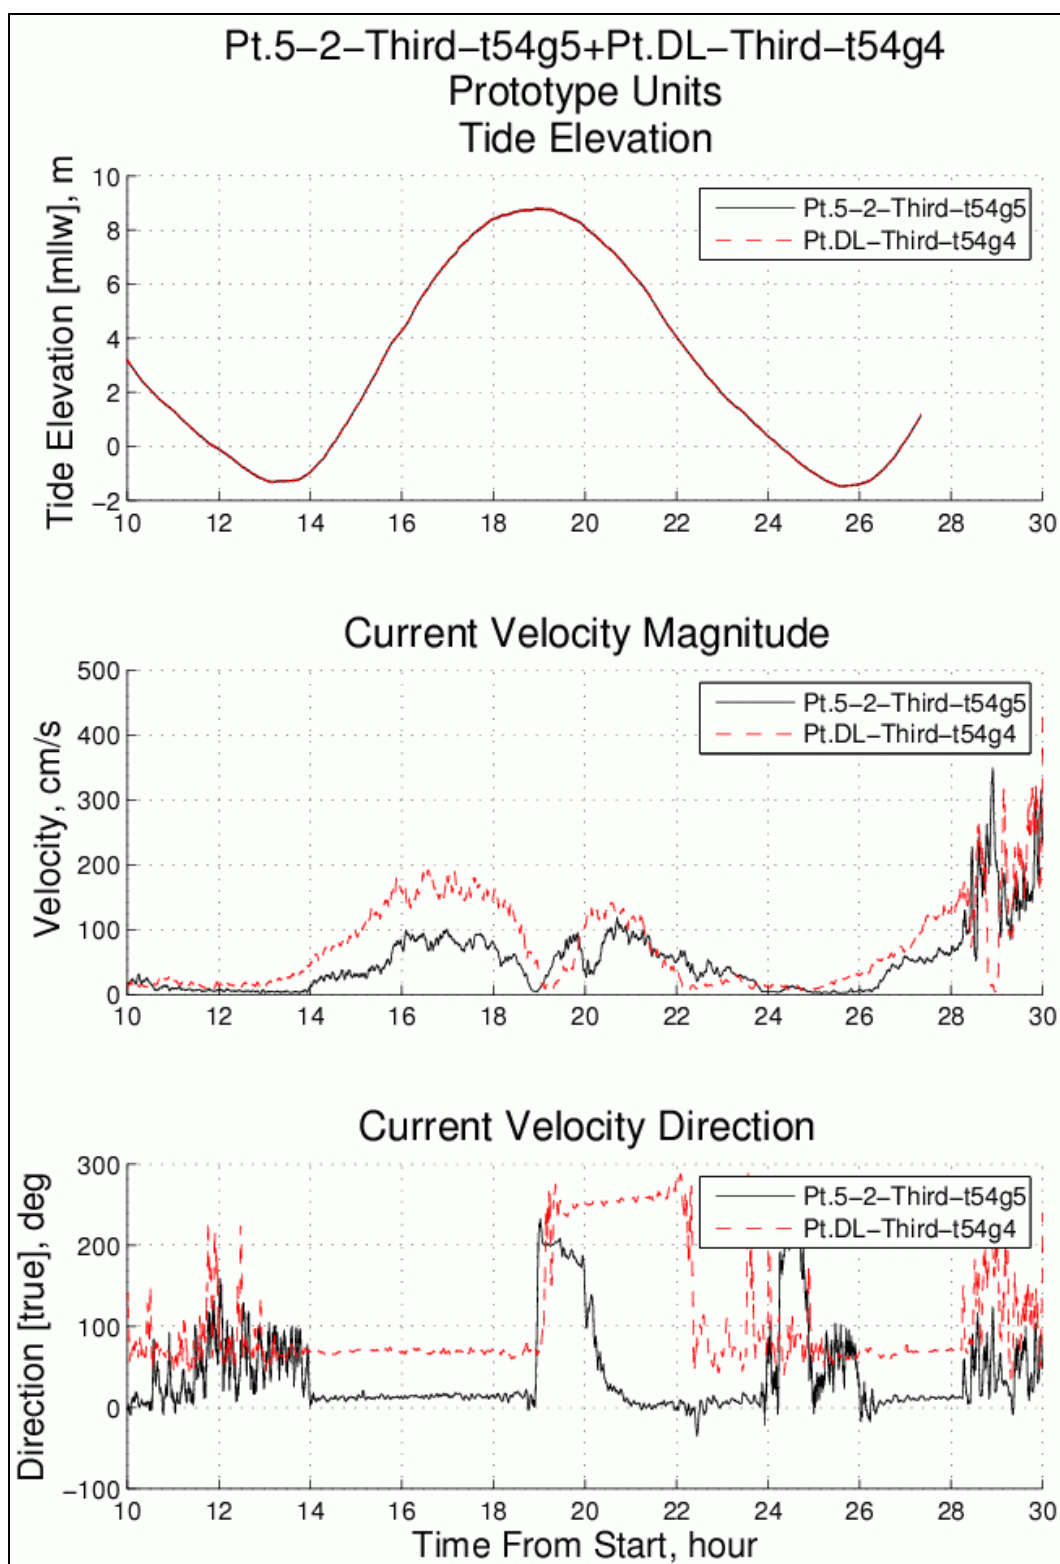 Pt.5−2−Third−t54g5+Pt.DL−Third−t54g4
Prototype Units
Tide Elevation
Tide Elevation [mllw], m
10
8
6
4
2
0
−2
Pt.5−2−Third−t54g5
Pt.DL−Third−t54g4
10 12 14 16 18 20 22 24 26 28 30
Current Velocity Magnitude
Velocity, cm/s
500
400
300
200
100
0
Pt.5−2−Third−t54g5
Pt.DL−Third−t54g4
10 12 14 16 18 20 22 24 26 28 30
Current Velocity Direction
Direction [true], deg
300
200
100
0
−100
Pt.5−2−Third−t54g5
Pt.DL−Third−t54g4
10 12 14 16 18 20 22 24 26 28 30
Time From Start, hour